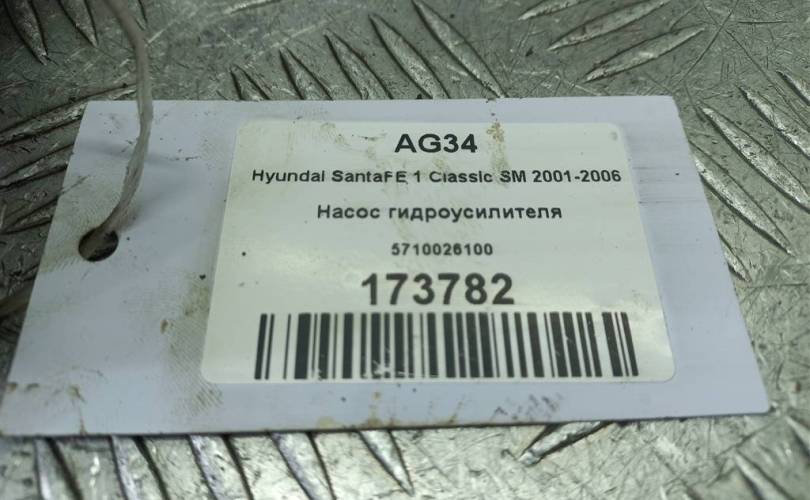 AG34
Hyundai SantaFE 1 Classic SM 2001-2006
Насос гидроусилителя
5710026100
173782